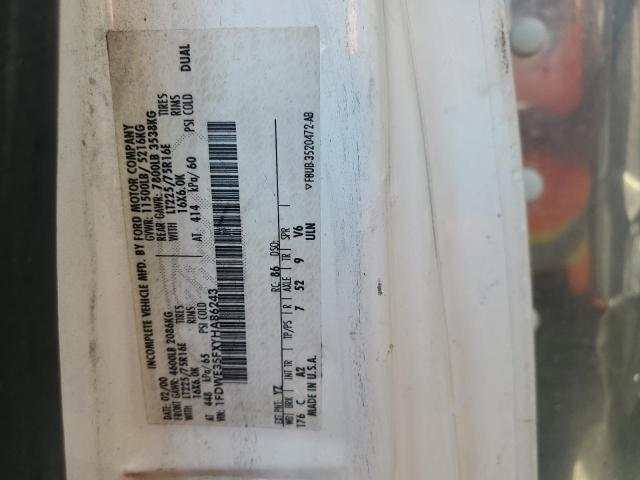 INCOMPLETE VEHICLE MFD. BY FORD MOTOR COMPANY
DATE: 02/00 GVWR: 11500LB/ 5216KG
FRONT GAWR: 4600LB 2086KG REAR GAWR: 7800LB 3538KG
WITH LT225/75R16E TIRES WITH LT225/75R16E TIRES
16X6.0K RIMS 16X6.0K RIMS
AT 448 kPa/ 65 PSI COLD AT 414 kPa/ 60 PSI COLD DUAL
VIN: 1FDWE35FXYHA86243
EXT PNT: YZ RC: 86 DSO:
WB BRK INT TR TP/PS R AXLE TR SPR
176 C A2 7 52 9 V6
MADE IN U.S.A. ULN
▽F8UB-3520472-AB